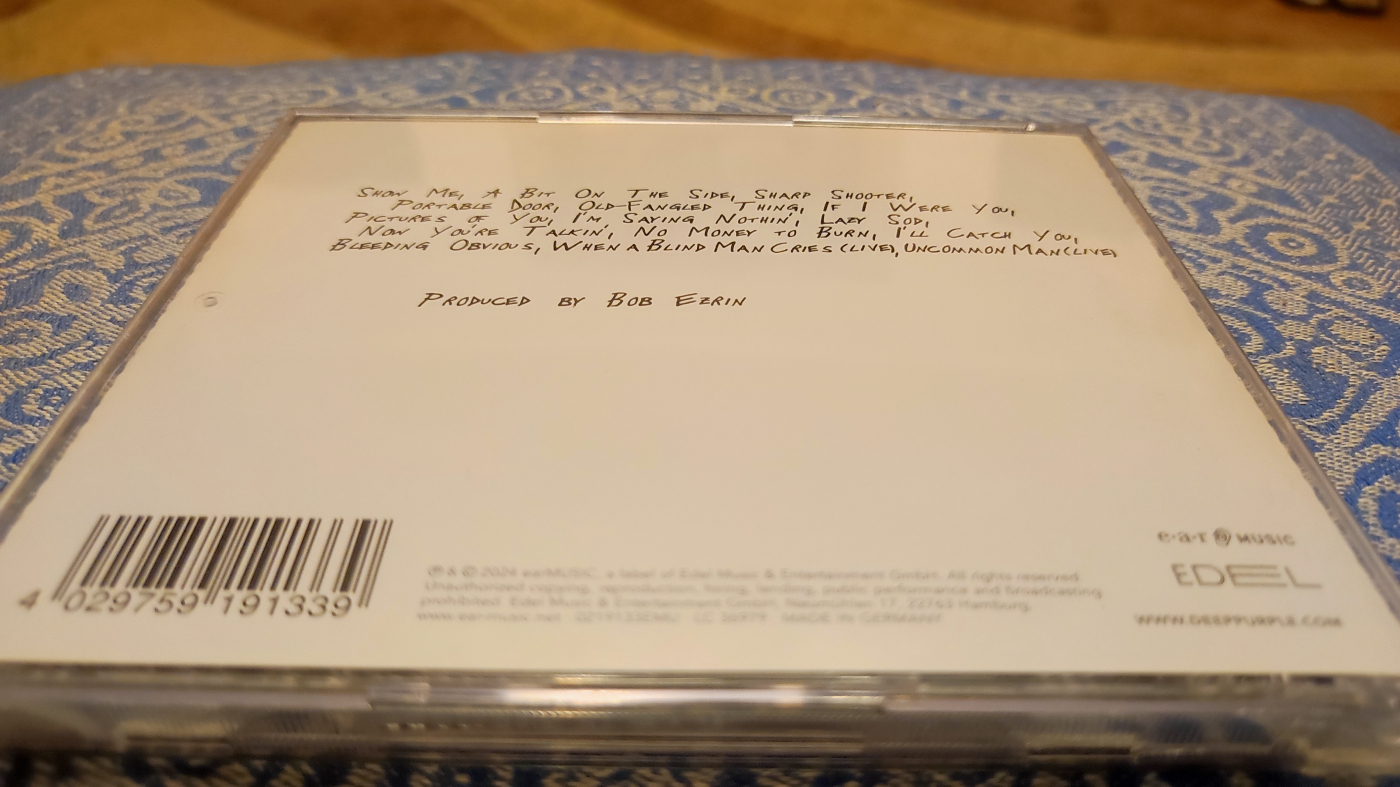 SHOW ME, A BIT ON THE SIDE, SHARP SHOOTER,
PORTABLE DOOR, OLD-FANGLED THING, IF I WERE YOU,
PICTURES OF YOU, I'M SAYING NOTHIN', LAZY SOD,
NOW YOU'RE TALKIN', NO MONEY TO BURN, I'LL CATCH YOU,
BLEEDING OBVIOUS, WHEN A BLIND MAN CRIES (LIVE), UNCOMMON MAN (LIVE)
PRODUCED BY BOB EZRIN
4 029759 191339
℗ & © 2024 earMUSIC, a label of Edel Music & Entertainment GmbH. All rights reserved.
Unauthorized copying, reproduction, hiring, lending, public performance and broadcasting
prohibited. Edel Music & Entertainment GmbH, Neumühlen 17, 22763 Hamburg.
www.earmusic.net · MADE IN GERMANY
e·a·r MUSIC
EDEL
WWW.DEEPPURPLE.COM